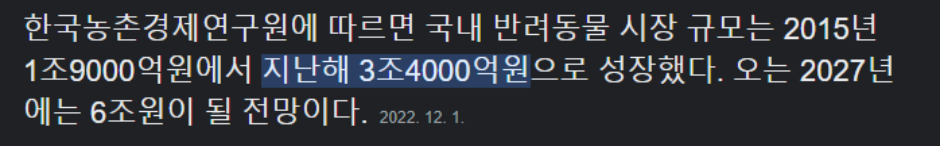 한국농촌경제연구원에 따르면 국내 반려동물 시장 규모는 2015년
1조9000억원에서 지난해 3조4000억원으로 성장했다. 오는 2027년
에는 6조원이 될 전망이다. 2022. 12. 1.